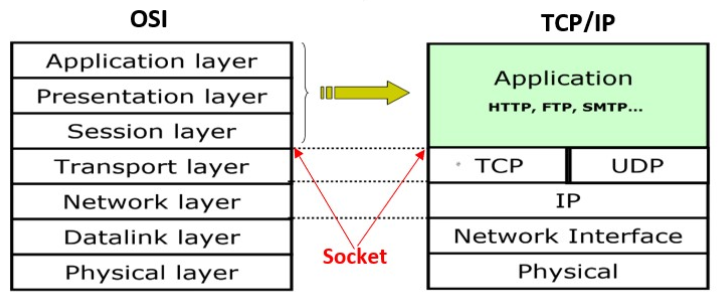 OSI
TCP/IP
Application layer
Presentation layer
Session layer
Transport layer
Network layer
Datalink layer
Physical layer
Application
HTTP, FTP, SMTP...
TCP
UDP
IP
Network Interface
Physical
Socket